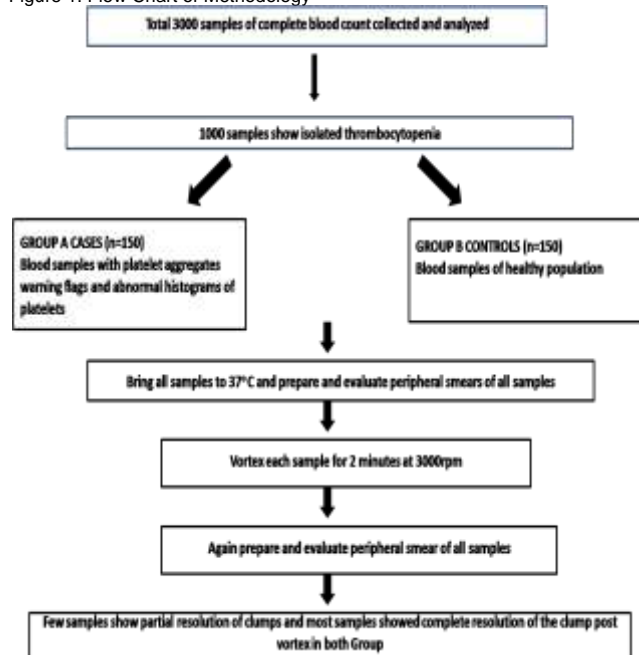 Figure 1: Flow Chart of Methodology
Total 3000 samples of complete blood count collected and analyzed
1000 samples show isolated thrombocytopenia
GROUP A CASES (n=150)
Blood samples with platelet aggregates
warning flags and abnormal histograms of
platelets
GROUP B CONTROLS (n=150)
Blood samples of healthy population
Bring all samples to 37°C and prepare and evaluate peripheral smears of all samples
Vortex each sample for 2 minutes at 3000rpm
Again prepare and evaluate peripheral smear of all samples
Few samples show partial resolution of clumps and most samples showed complete resolution of the clump post
vortex in both Group